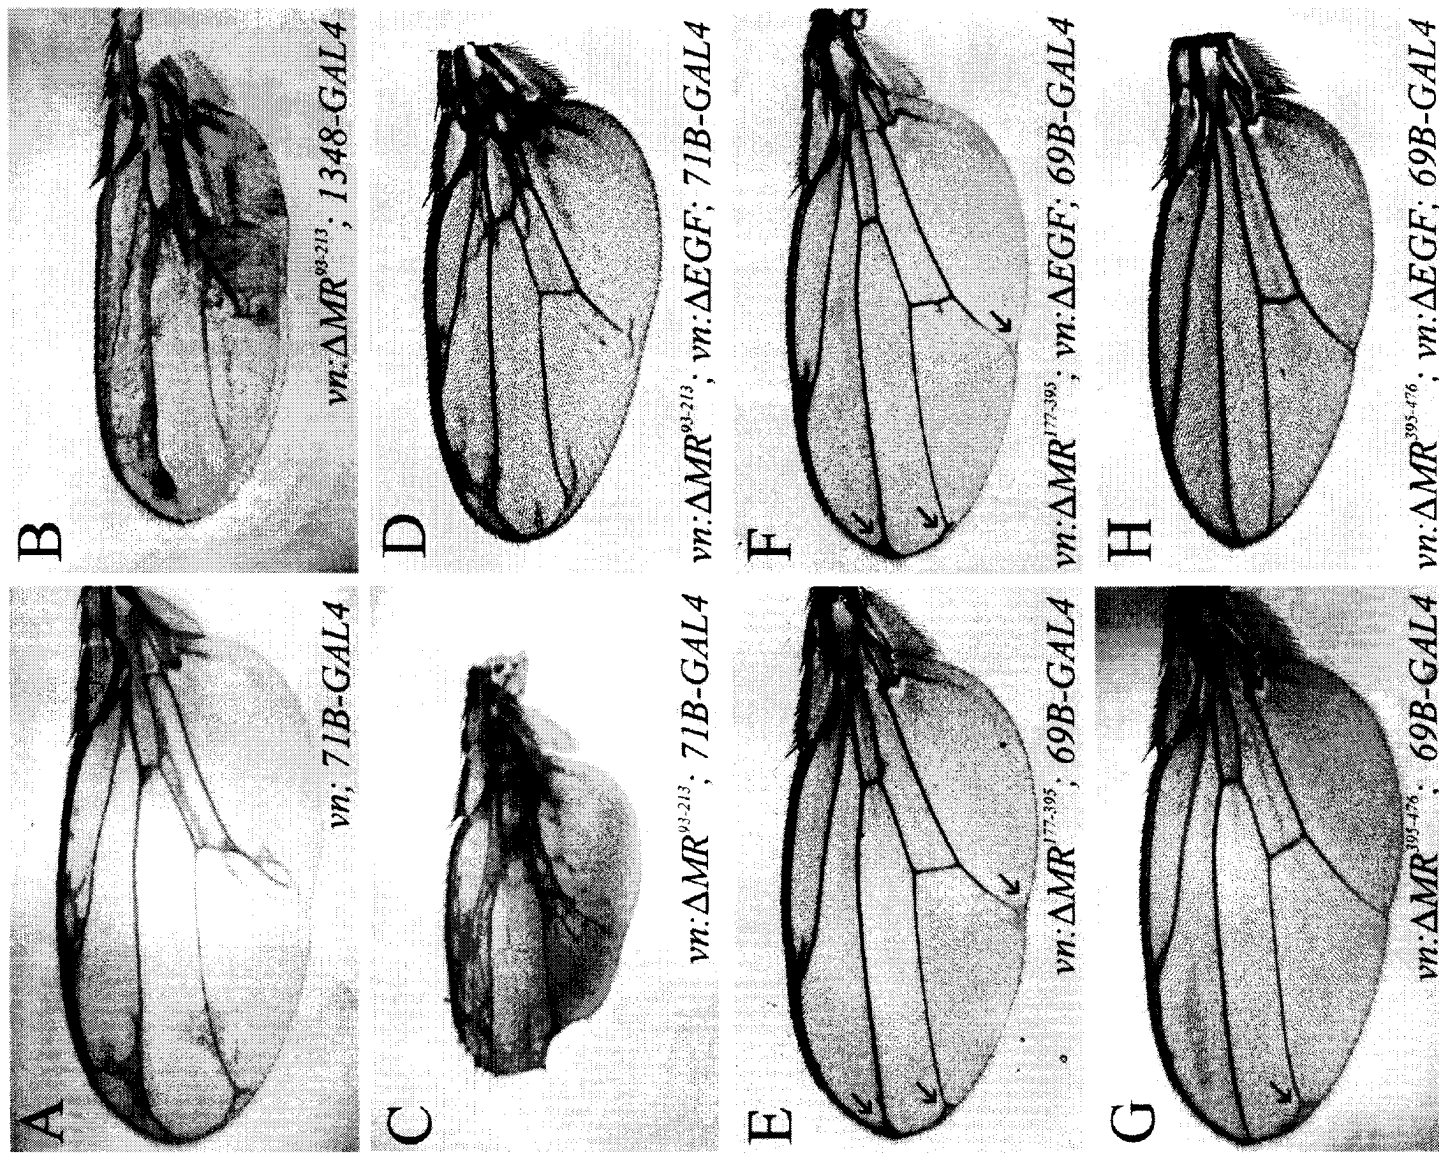 A
vn; 71B-GAL4
B
vn:ΔMR⁹³⁻²¹³; 1348-GAL4
C
vn:ΔMR⁹³⁻²¹³; 71B-GAL4
D
vn:ΔMR⁹³⁻²¹³; vn:ΔEGF; 71B-GAL4
E
vn:ΔMR¹⁷⁷⁻³⁹⁵; 69B-GAL4
F
vn:ΔMR¹⁷⁷⁻³⁹⁵; vn:ΔEGF; 69B-GAL4
G
vn:ΔMR³⁹⁵⁻⁴⁷⁶; 69B-GAL4
H
vn:ΔMR³⁹⁵⁻⁴⁷⁶; vn:ΔEGF; 69B-GAL4